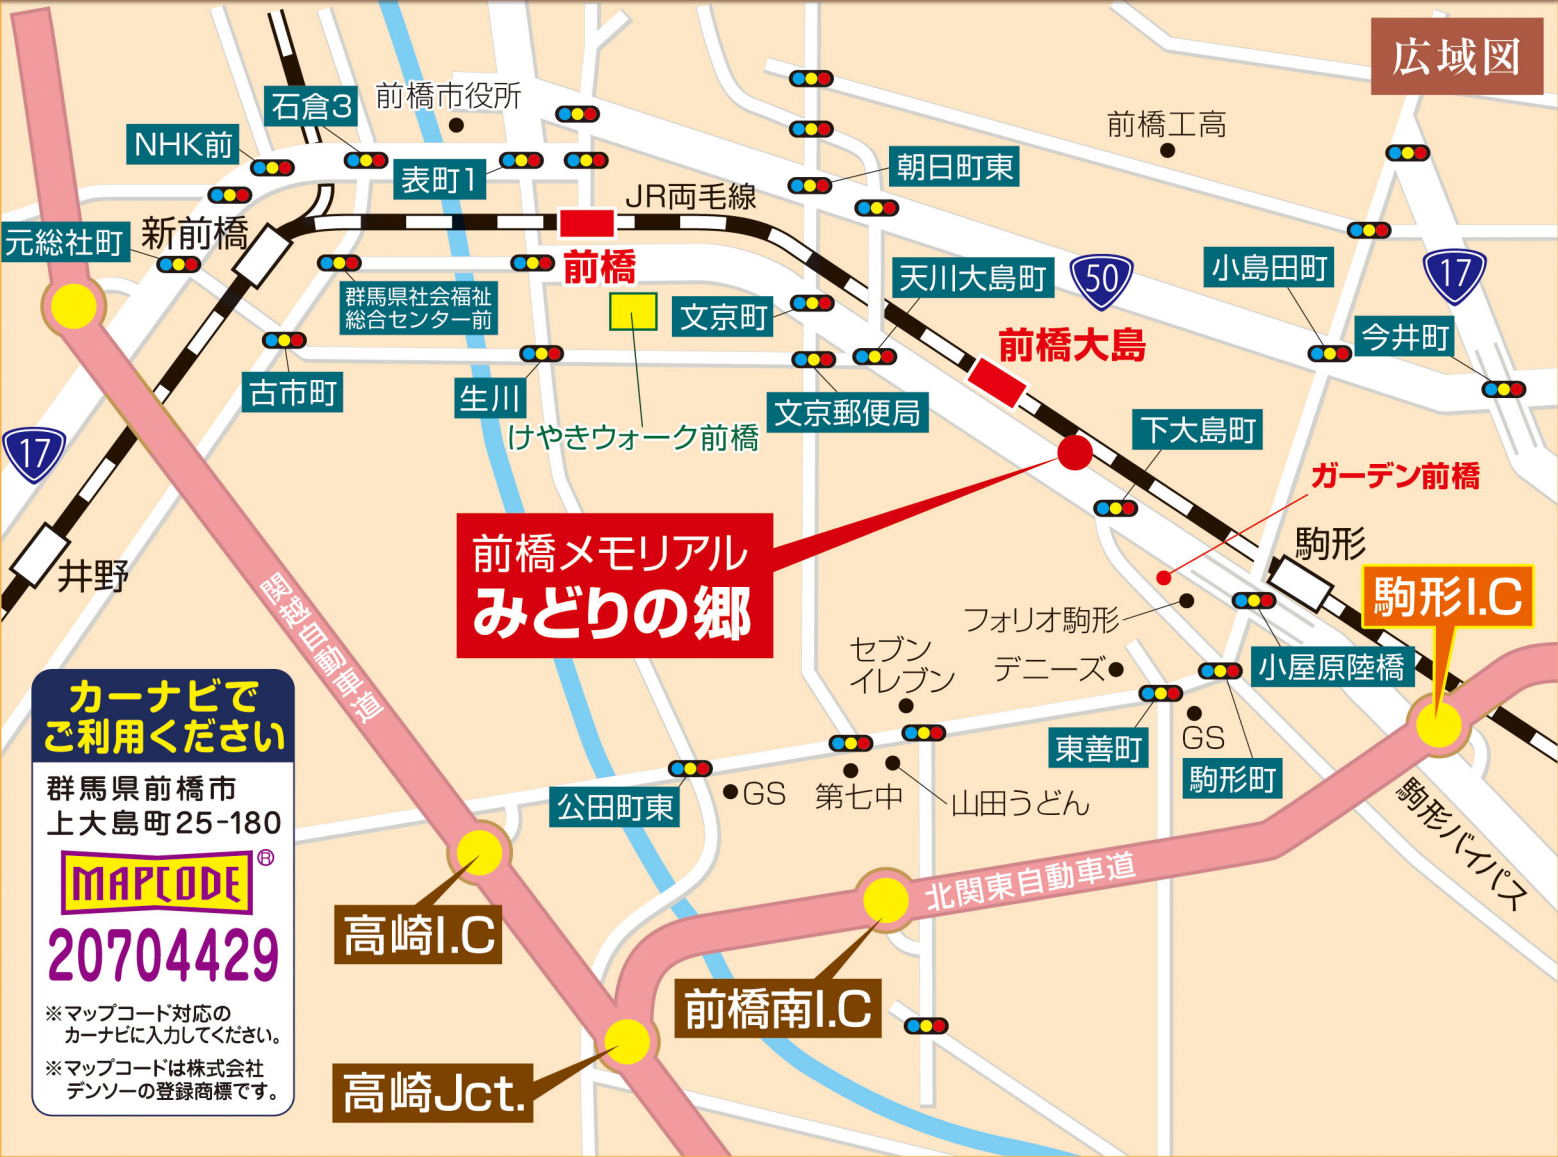 広域図
石倉3
前橋市役所
NHK前
表町1
JR両毛線
朝日町東
前橋工高
元総社町
新前橋
前橋
群馬県社会福祉
総合センター前
文京町
天川大島町
50
小島田町
17
今井町
前橋大島
古市町
生川
けやきウォーク前橋
文京郵便局
下大島町
17
ガーデン前橋
井野
前橋メモリアル
みどりの郷
駒形
駒形I.C
関越自動車道
フォリオ駒形
セブン
イレブン
デニーズ
小屋原陸橋
東善町
GS
駒形町
公田町東
GS
第七中
山田うどん
駒形バイパス
北関東自動車道
高崎I.C
前橋南I.C
高崎Jct.
カーナビで
ご利用ください
群馬県前橋市
上大島町25-180
MAPCODE®
20704429
※マップコード対応の
カーナビに入力してください。
※マップコードは株式会社
デンソーの登録商標です。